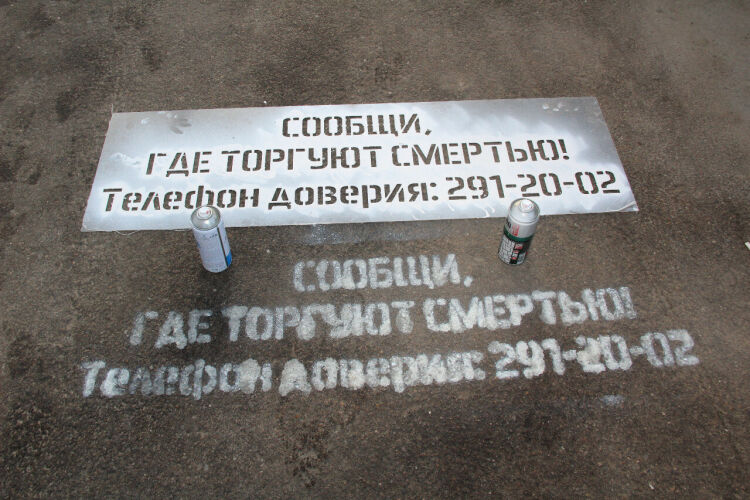 СООБЩИ,
ГДЕ ТОРГУЮТ СМЕРТЬЮ!
Телефон доверия: 291-20-02
СООБЩИ,
ГДЕ ТОРГУЮТ СМЕРТЬЮ!
Телефон доверия: 291-20-02